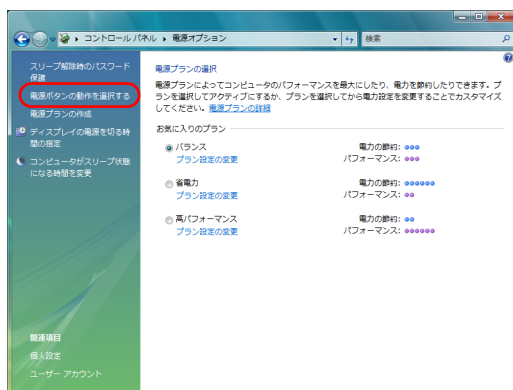 コントロール パネル ▸ 電源オプション
検索
スリープ解除時のパスワード
保護
電源ボタンの動作を選択する
電源プランの作成
ディスプレイの電源を切る時
間の指定
コンピュータがスリープ状態
になる時間を変更
関連項目
個人設定
ユーザー アカウント
電源プランの選択
電源プランによってコンピュータのパフォーマンスを最大にしたり、電力を節約したりできます。プ
ランを選択してアクティブにするか、プランを選択してから電力設定を変更することでカスタマイズ
してください。電源プランの詳細
お気に入りのプラン
バランス 電力の節約:
プラン設定の変更 パフォーマンス:
省電力 電力の節約:
プラン設定の変更 パフォーマンス:
高パフォーマンス 電力の節約:
プラン設定の変更 パフォーマンス: